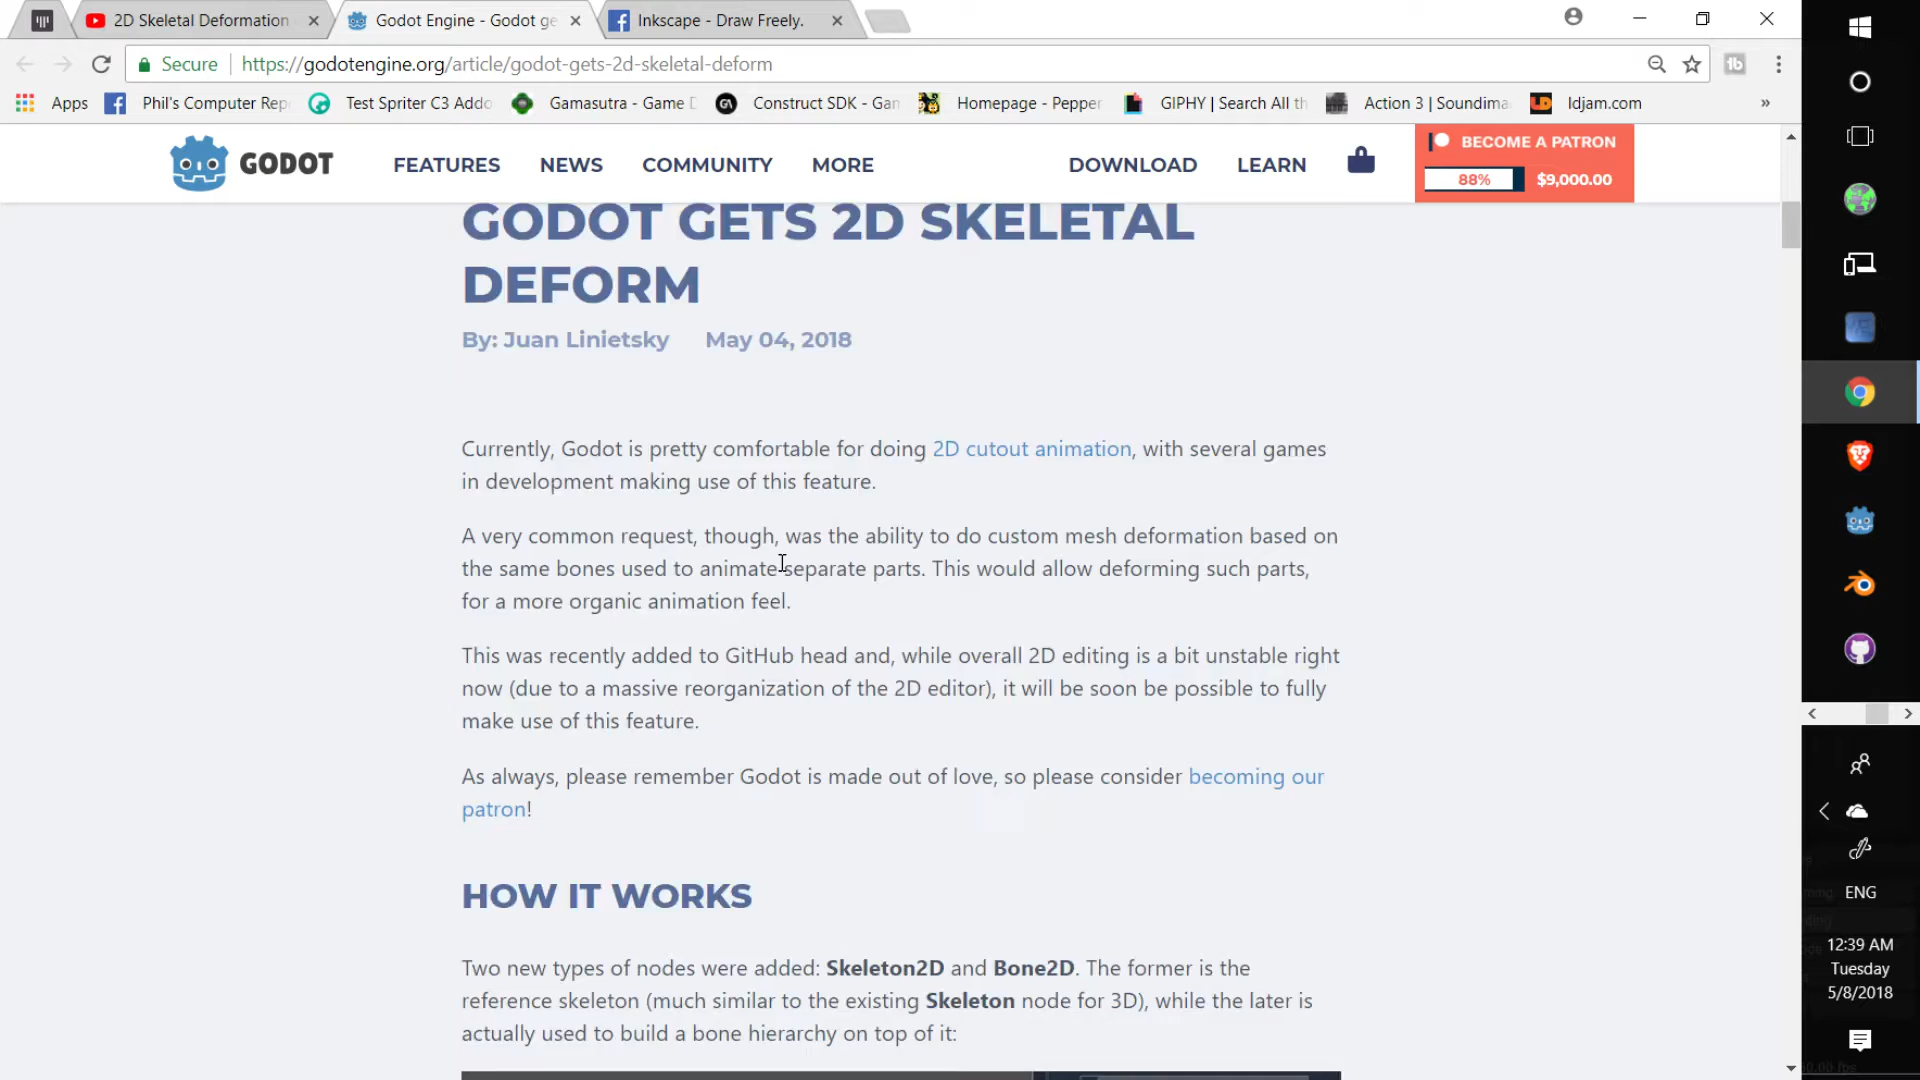 2D Skeletal Deformation
Godot Engine - Godot ge
Inkscape - Draw Freely.
Secure
https://godotengine.org/article/godot-gets-2d-skeletal-deform
Apps
Phil's Computer Rep
Test Spriter C3 Addo
Gamasutra - Game D
Construct SDK - Gam
Homepage - Pepper
GIPHY | Search All th
Action 3 | Soundima
ldjam.com
»
GODOT
FEATURES
NEWS
COMMUNITY
MORE
DOWNLOAD
LEARN
BECOME A PATRON
88%
$9,000.00
GODOT GETS 2D SKELETAL
DEFORM
By: Juan Linietsky May 04, 2018
Currently, Godot is pretty comfortable for doing 2D cutout animation, with several games
in development making use of this feature.
A very common request, though, was the ability to do custom mesh deformation based on
the same bones used to animate separate parts. This would allow deforming such parts,
for a more organic animation feel.
This was recently added to GitHub head and, while overall 2D editing is a bit unstable right
now (due to a massive reorganization of the 2D editor), it will be soon be possible to fully
make use of this feature.
As always, please remember Godot is made out of love, so please consider becoming our
patron!
HOW IT WORKS
Two new types of nodes were added: Skeleton2D and Bone2D. The former is the
reference skeleton (much similar to the existing Skeleton node for 3D), while the later is
actually used to build a bone hierarchy on top of it:
ENG
12:39 AM
Tuesday
5/8/2018